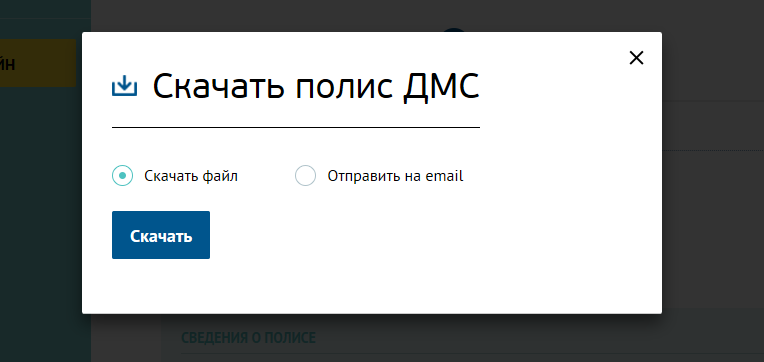 ЙН
Скачать полис ДМС
Скачать файл
Отправить на email
Скачать
СВЕДЕНИЯ О ПОЛИСЕ